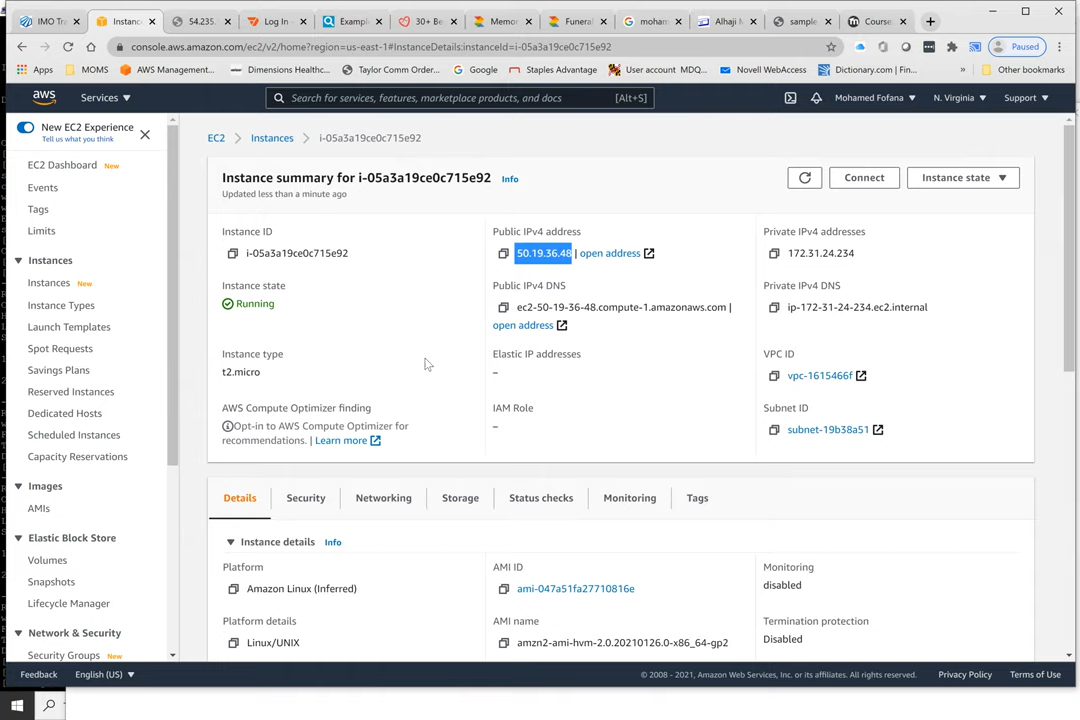 IMO Tra
Instanc
54.235.
Log In -
Example
30+ Be
Memor
Funeral
moham
Alhaji M
sample
Course
console.aws.amazon.com/ec2/v2/home?region=us-east-1#InstanceDetails:instanceId=i-05a3a19ce0c715e92
Paused
Apps
MOMS
AWS Management...
Dimensions Healthc...
Taylor Comm Order...
Google
Staples Advantage
User account MDQ...
Novell WebAccess
Dictionary.com | Fin...
»
Other bookmarks
aws
Services
Search for services, features, marketplace products, and docs
[Alt+S]
Mohamed Fofana
N. Virginia
Support
New EC2 Experience
Tell us what you think
EC2 Dashboard New
Events
Tags
Limits
Instances
Instances New
Instance Types
Launch Templates
Spot Requests
Savings Plans
Reserved Instances
Dedicated Hosts
Scheduled Instances
Capacity Reservations
Images
AMIs
Elastic Block Store
Volumes
Snapshots
Lifecycle Manager
Network & Security
Security Groups New
EC2 > Instances > i-05a3a19ce0c715e92
Instance summary for i-05a3a19ce0c715e92 Info
Updated less than a minute ago
Connect
Instance state
Instance ID
i-05a3a19ce0c715e92
Public IPv4 address
50.19.36.48 | open address
Private IPv4 addresses
172.31.24.234
Instance state
Running
Public IPv4 DNS
ec2-50-19-36-48.compute-1.amazonaws.com |
open address
Private IPv4 DNS
ip-172-31-24-234.ec2.internal
Instance type
t2.micro
Elastic IP addresses
–
VPC ID
vpc-1615466f
AWS Compute Optimizer finding
Opt-in to AWS Compute Optimizer for
recommendations. | Learn more
IAM Role
–
Subnet ID
subnet-19b38a51
Details
Security
Networking
Storage
Status checks
Monitoring
Tags
Instance details Info
Platform
Amazon Linux (Inferred)
AMI ID
ami-047a51fa27710816e
Monitoring
disabled
Platform details
Linux/UNIX
AMI name
amzn2-ami-hvm-2.0.20210126.0-x86_64-gp2
Termination protection
Disabled
Feedback
English (US)
© 2008 - 2021, Amazon Web Services, Inc. or its affiliates. All rights reserved.
Privacy Policy
Terms of Use